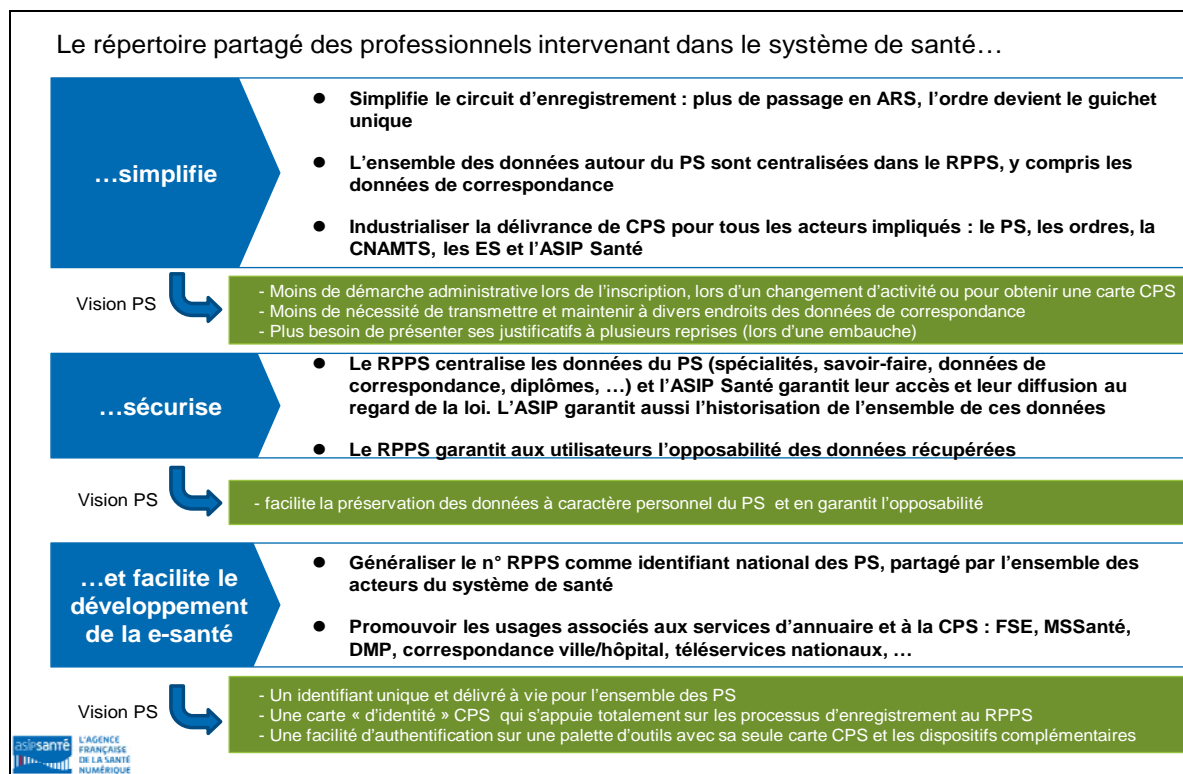 Le répertoire partagé des professionnels intervenant dans le système de santé…
…simplifie
● Simplifie le circuit d'enregistrement : plus de passage en ARS, l'ordre devient le guichet
unique
● L'ensemble des données autour du PS sont centralisées dans le RPPS, y compris les
données de correspondance
● Industrialiser la délivrance de CPS pour tous les acteurs impliqués : le PS, les ordres, la
CNAMTS, les ES et l'ASIP Santé
Vision PS
- Moins de démarche administrative lors de l'inscription, lors d'un changement d'activité ou pour obtenir une carte CPS
- Moins de nécessité de transmettre et maintenir à divers endroits des données de correspondance
- Plus besoin de présenter ses justificatifs à plusieurs reprises (lors d'une embauche)
…sécurise
● Le RPPS centralise les données du PS (spécialités, savoir-faire, données de
correspondance, diplômes, …) et l'ASIP Santé garantit leur accès et leur diffusion au
regard de la loi. L'ASIP garantit aussi l'historisation de l'ensemble de ces données
● Le RPPS garantit aux utilisateurs l'opposabilité des données récupérées
Vision PS
- facilite la préservation des données à caractère personnel du PS et en garantit l'opposabilité
…et facilite le
développement
de la e-santé
● Généraliser le n° RPPS comme identifiant national des PS, partagé par l'ensemble des
acteurs du système de santé
● Promouvoir les usages associés aux services d'annuaire et à la CPS : FSE, MSSanté,
DMP, correspondance ville/hôpital, téléservices nationaux, …
Vision PS
- Un identifiant unique et délivré à vie pour l'ensemble des PS
- Une carte « d'identité » CPS qui s'appuie totalement sur les processus d'enregistrement au RPPS
- Une facilité d'authentification sur une palette d'outils avec sa seule carte CPS et les dispositifs complémentaires
asipsanté
L'AGENCE
FRANÇAISE
DE LA SANTÉ
NUMÉRIQUE